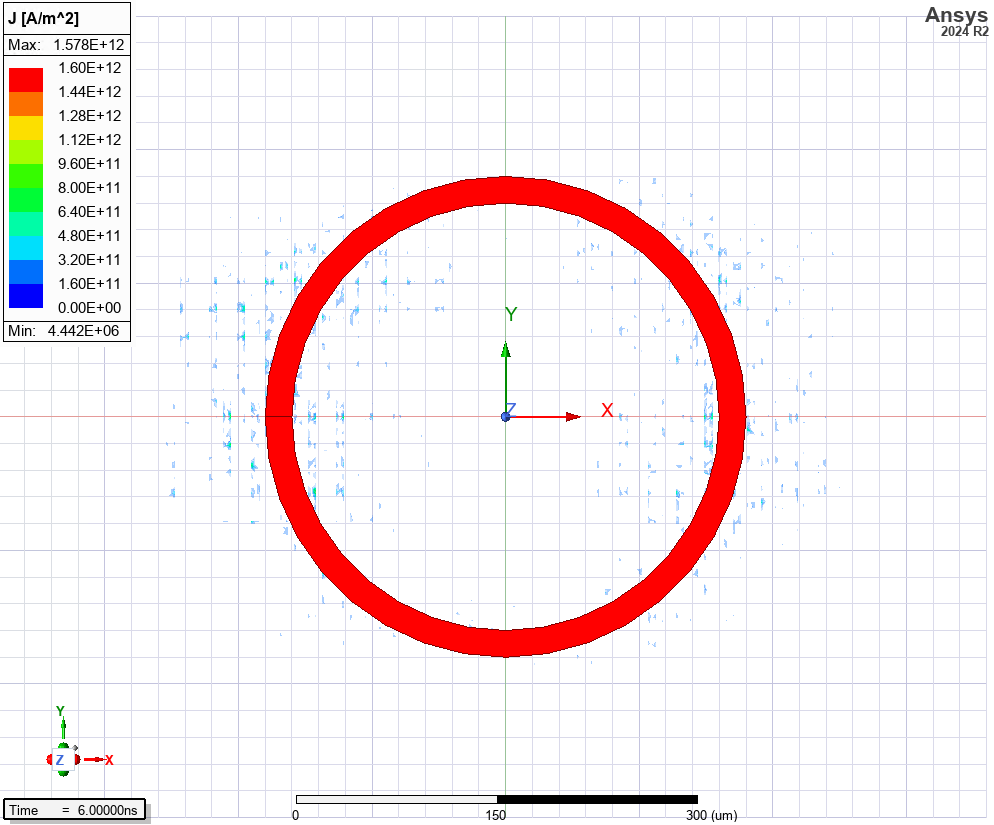 J [A/m^2]
Max: 1.578E+12
1.60E+12
1.44E+12
1.28E+12
1.12E+12
9.60E+11
8.00E+11
6.40E+11
4.80E+11
3.20E+11
1.60E+11
0.00E+00
Min: 4.442E+06
Ansys
2024 R2
Y
Z
X
Y
Z
X
Time = 6.00000ns
0 150 300 (um)